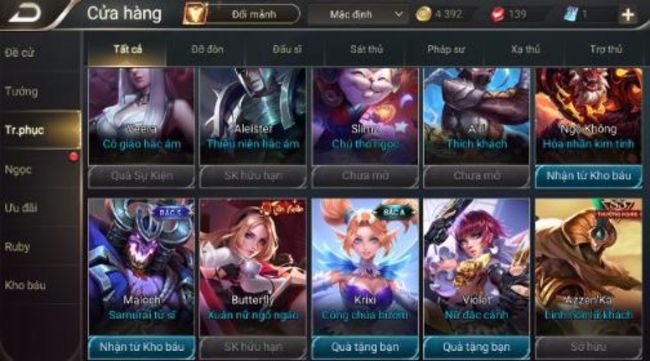 Cửa hàng
Đổi mảnh
Mặc định
4 392
139
1
Đề cử
Tất cả
Đỡ đòn
Đấu sĩ
Sát thủ
Pháp sư
Xạ thủ
Trợ thủ
Tướng
Tr.phục
Ngọc
Ưu đãi
Ruby
Kho báu
Veera
Cô giáo hắc ám
Quà Sự Kiện
Aleister
Thiếu niên hắc ám
SK hữu hạn
Slimz
Chú thỏ ngọc
Chưa mở
Thích khách
Chưa mở
Ngộ Không
Hỏa nhãn kim tinh
Nhận từ Kho báu
BẬC S
Maloch
Samurai tử sĩ
Nhận từ Kho báu
Butterfly
Xuân nữ ngổ ngáo
SK hữu hạn
BẬC A
Krixi
Công chúa bướm
Quà tặng bạn
Violet
Nữ đặc cảnh
Quà tặng bạn
Azzen'Ka
Sở hữu